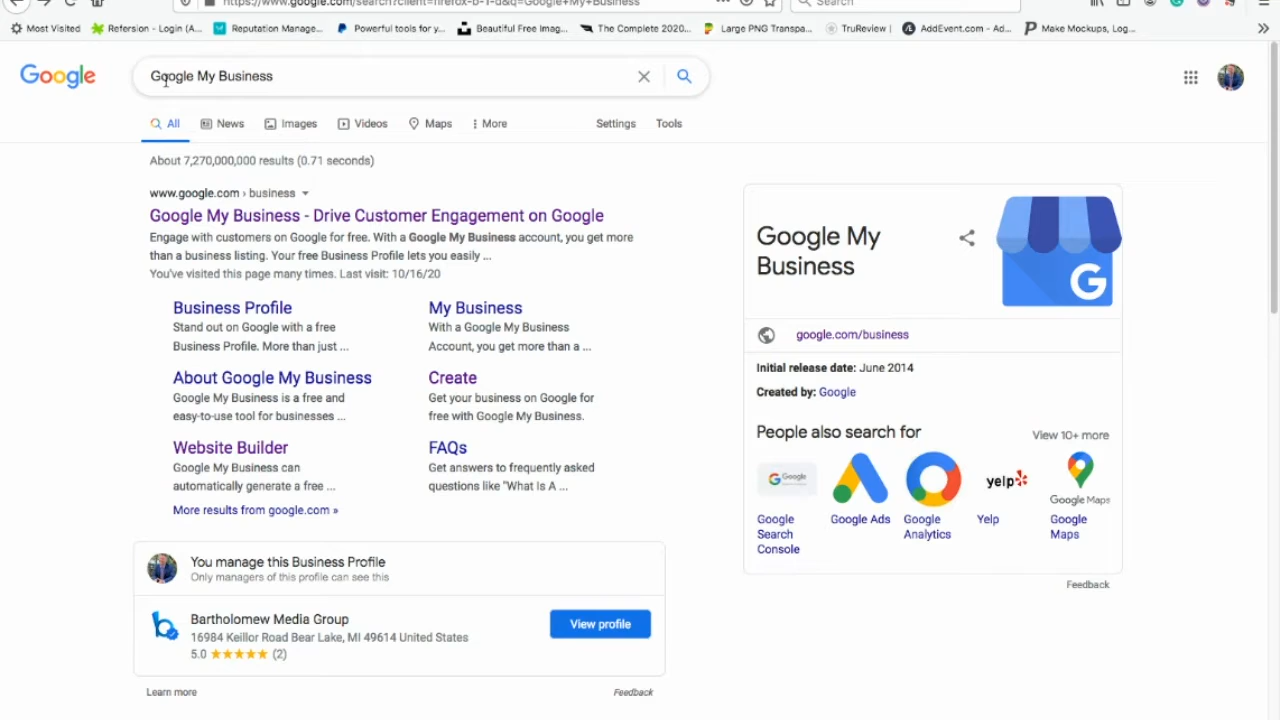 https://www.google.com/search?client=firefox-b-1-d&q=Google+My+Business
Search
Most Visited
Refersion - Login (A...
Reputation Manage...
Powerful tools for y...
Beautiful Free Imag...
The Complete 2020...
Large PNG Transpa...
TruReview |
AddEvent.com - Ad...
Make Mockups, Log...
Google
Google My Business
All
News
Images
Videos
Maps
More
Settings
Tools
About 7,270,000,000 results (0.71 seconds)
www.google.com › business
Google My Business - Drive Customer Engagement on Google
Engage with customers on Google for free. With a Google My Business account, you get more
than a business listing. Your free Business Profile lets you easily ...
You've visited this page many times. Last visit: 10/16/20
Business Profile
Stand out on Google with a free
Business Profile. More than just ...
My Business
With a Google My Business
Account, you get more than a ...
About Google My Business
Google My Business is a free and
easy-to-use tool for businesses ...
Create
Get your business on Google for
free with Google My Business.
Website Builder
Google My Business can
automatically generate a free ...
FAQs
Get answers to frequently asked
questions like "What Is A ...
More results from google.com »
You manage this Business Profile
Only managers of this profile can see this
Bartholomew Media Group
16984 Keillor Road Bear Lake, MI 49614 United States
5.0 ★★★★★ (2)
View profile
Learn more
Feedback
Google My
Business
G
google.com/business
Initial release date: June 2014
Created by: Google
People also search for
View 10+ more
Google
yelp
Google Maps
Google
Search
Console
Google Ads
Google
Analytics
Yelp
Google
Maps
Feedback